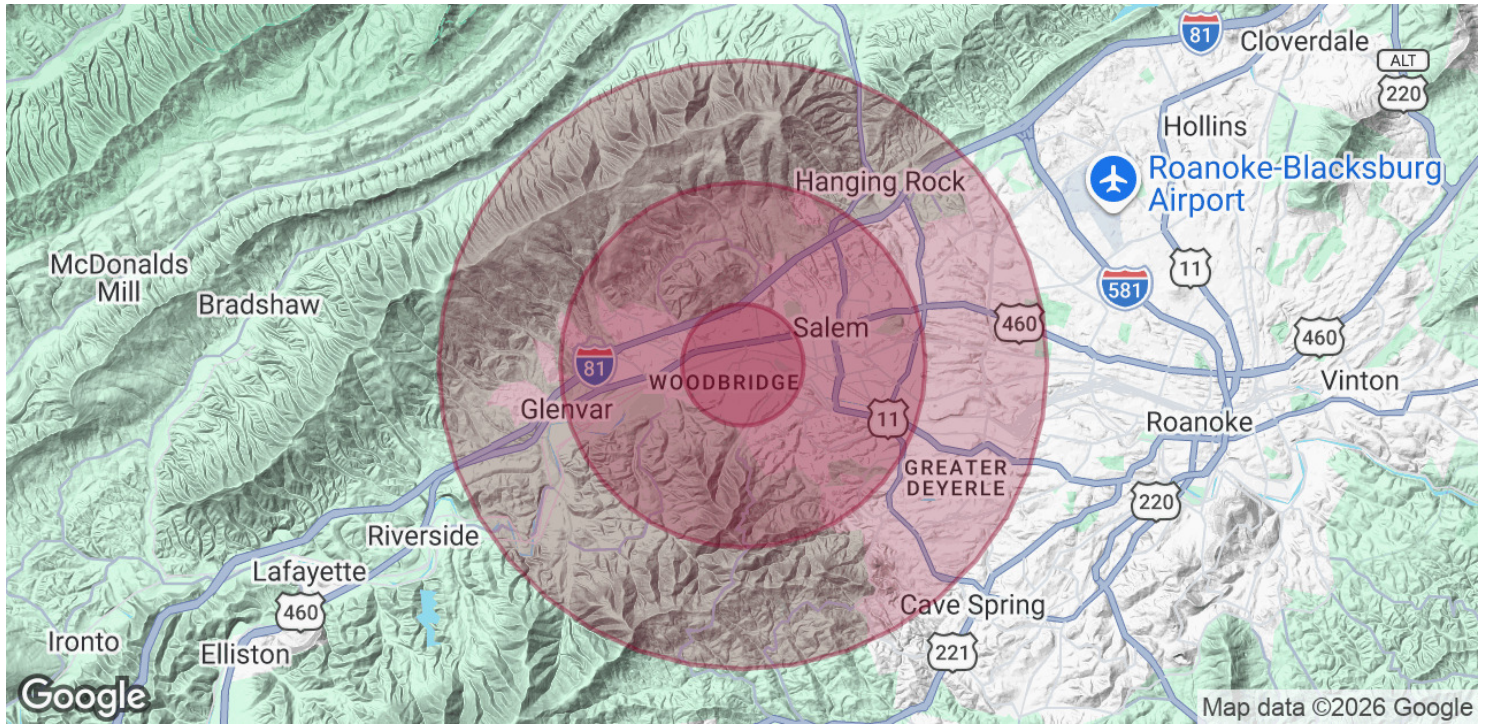 81
Cloverdale
ALT
220
Hollins
Roanoke-Blacksburg
Airport
Hanging Rock
McDonalds
Mill
Bradshaw
11
581
Salem
460
460
81
WOODBRIDGE
Vinton
Glenvar
11
Roanoke
GREATER
DEYERLE
220
Riverside
Lafayette
460
Cave Spring
Ironto
Elliston
221
Google
Map data ©2026 Google